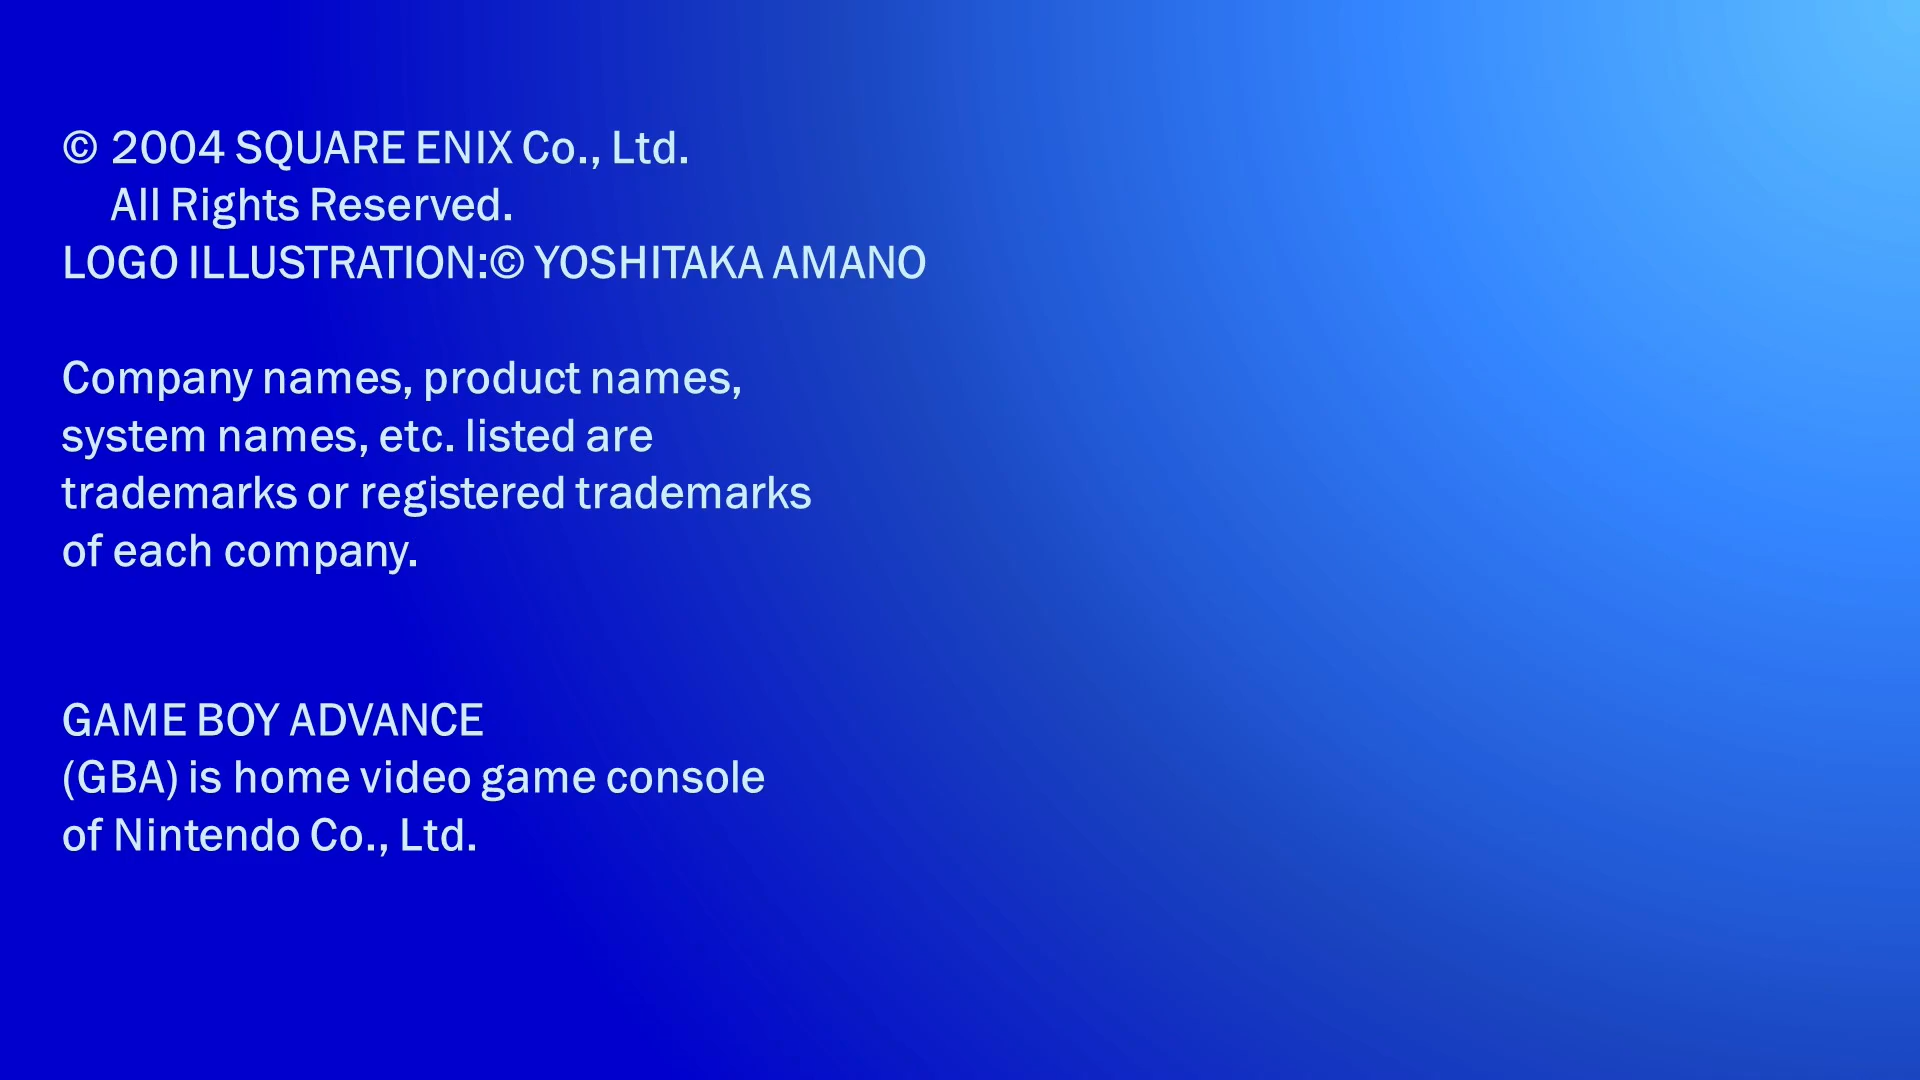 © 2004 SQUARE ENIX Co., Ltd.
All Rights Reserved.
LOGO ILLUSTRATION:© YOSHITAKA AMANO
Company names, product names,
system names, etc. listed are
trademarks or registered trademarks
of each company.
GAME BOY ADVANCE
(GBA) is home video game console
of Nintendo Co., Ltd.